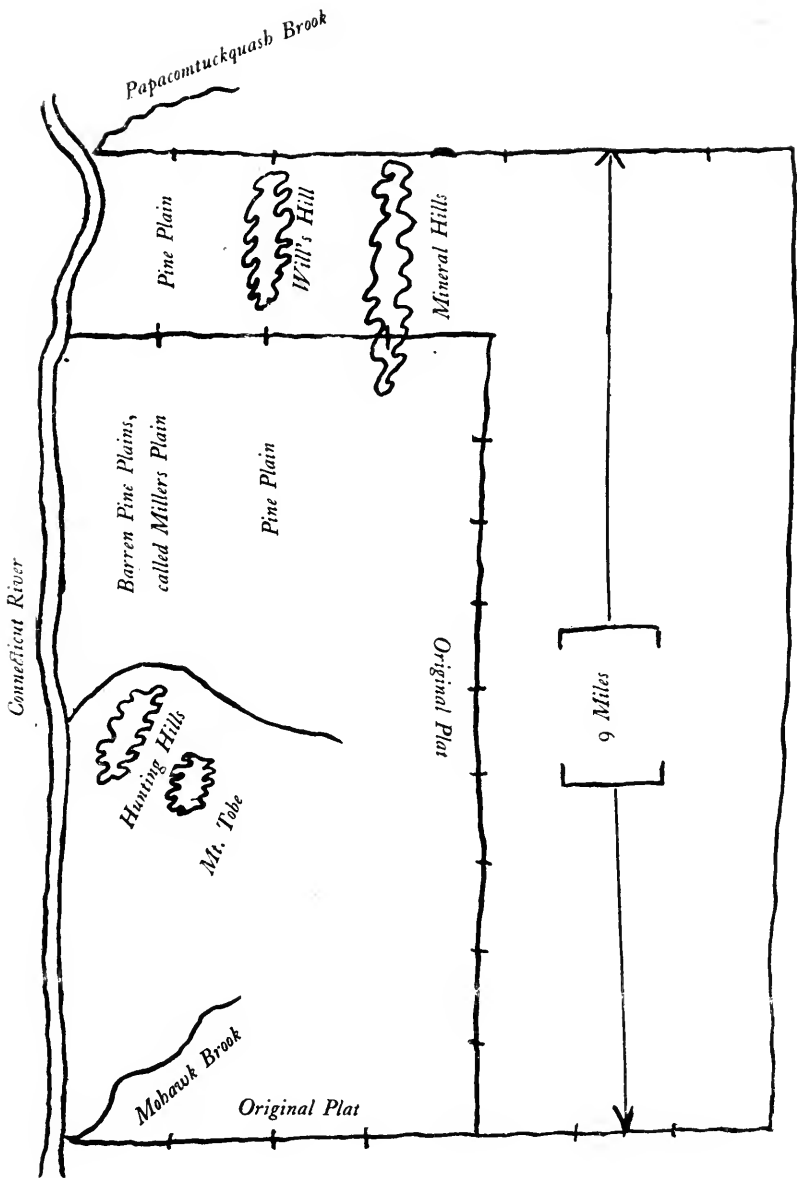 Papacomtuckquash Brook
Pine Plain
Will's Hill
Mineral Hills
Connecticut River
Barren Pine Plains,
called Millers Plain
Pine Plain
Original Plat
9 Miles
Hunting Hills
Mt. Tobe
Mohawk Brook
Original Plat